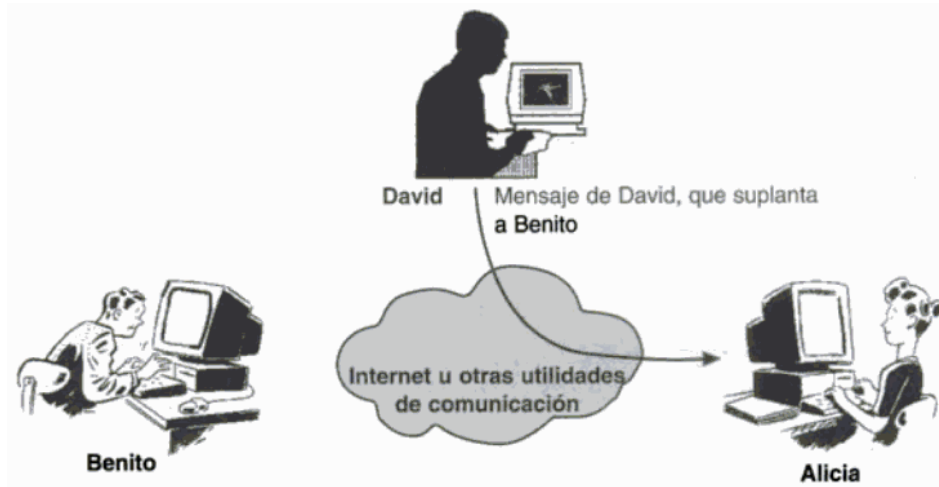 David
Mensaje de David, que suplanta
a Benito
Internet u otras utilidades
de comunicación
Benito
Alicia